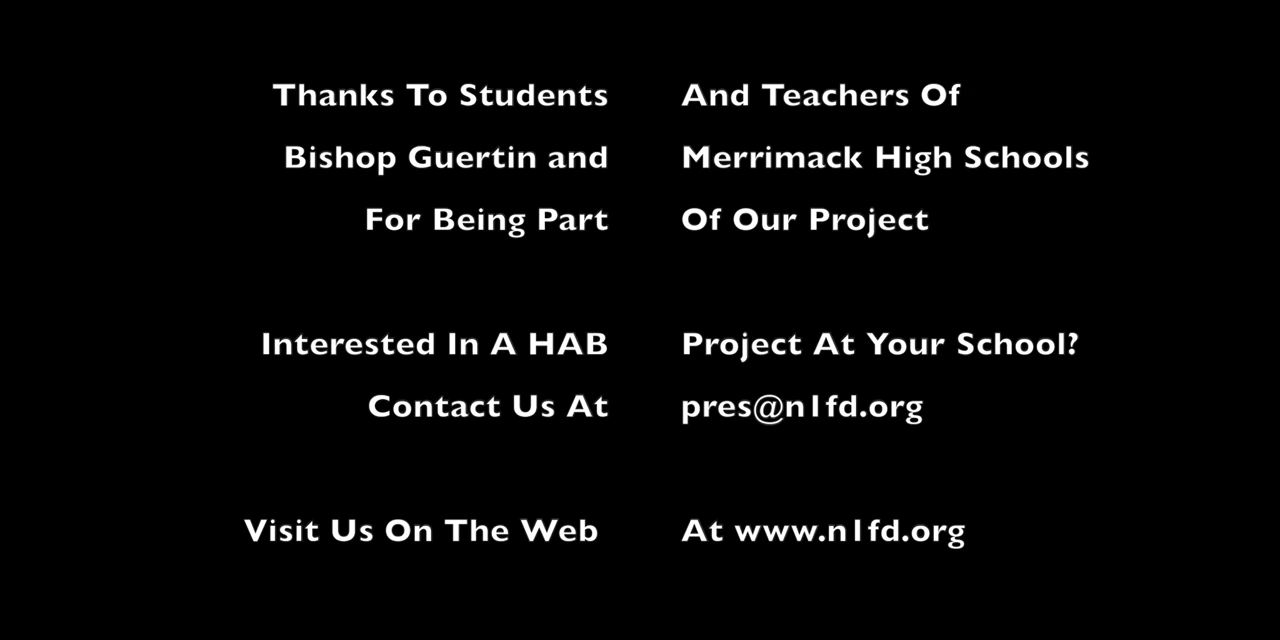 Thanks To Students And Teachers Of
Bishop Guertin and Merrimack High Schools
For Being Part Of Our Project
Interested In A HAB Project At Your School?
Contact Us At pres@n1fd.org
Visit Us On The Web At www.n1fd.org